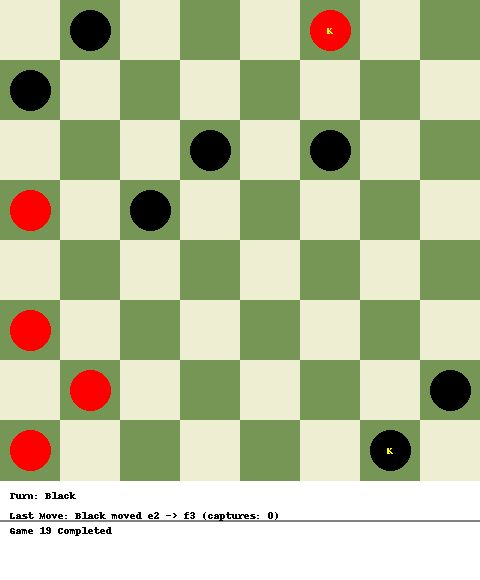 K
K
Turn: Black
Last Move: Black moved e2 -> f3 (captures: 0)
Game 19 Completed